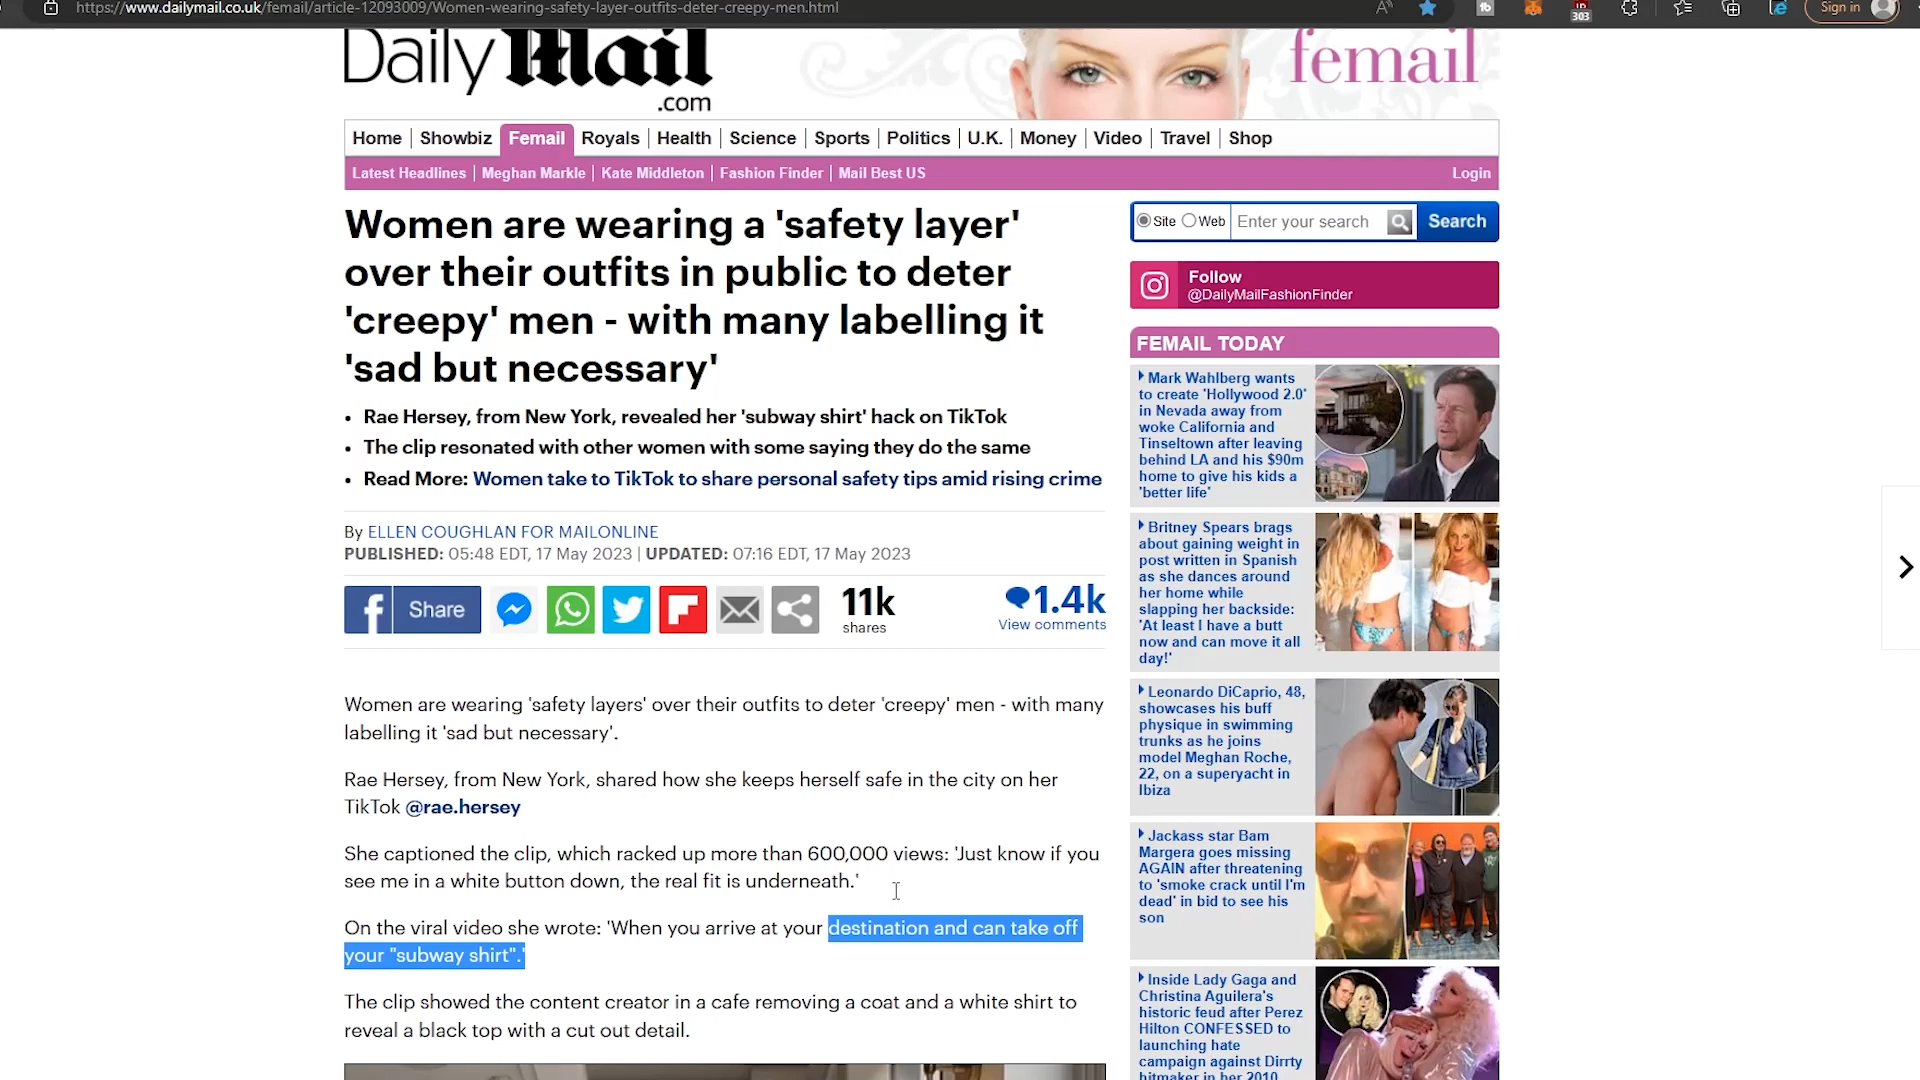 https://www.dailymail.co.uk/femail/article-12093009/Women-wearing-safety-layer-outfits-deter-creepy-men.html
303
Sign in
Daily Mail
.com
femail
Home Showbiz Femail Royals Health Science Sports Politics U.K. Money Video Travel Shop
Latest Headlines Meghan Markle Kate Middleton Fashion Finder Mail Best US Login
Women are wearing a 'safety layer'
over their outfits in public to deter
'creepy' men - with many labelling it
'sad but necessary'
• Rae Hersey, from New York, revealed her 'subway shirt' hack on TikTok
• The clip resonated with other women with some saying they do the same
• Read More: Women take to TikTok to share personal safety tips amid rising crime
By ELLEN COUGHLAN FOR MAILONLINE
PUBLISHED: 05:48 EDT, 17 May 2023 | UPDATED: 07:16 EDT, 17 May 2023
Share
11k
shares
1.4k
View comments
Women are wearing 'safety layers' over their outfits to deter 'creepy' men - with many
labelling it 'sad but necessary'.
Rae Hersey, from New York, shared how she keeps herself safe in the city on her
TikTok @rae.hersey
She captioned the clip, which racked up more than 600,000 views: 'Just know if you
see me in a white button down, the real fit is underneath.'
On the viral video she wrote: 'When you arrive at your destination and can take off
your "subway shirt".'
The clip showed the content creator in a cafe removing a coat and a white shirt to
reveal a black top with a cut out detail.
Site Web Enter your search Search
Follow
@DailyMailFashionFinder
FEMAIL TODAY
Mark Wahlberg wants
to create 'Hollywood 2.0'
in Nevada away from
woke California and
Tinseltown after leaving
behind LA and his $90m
home to give his kids a
'better life'
Britney Spears brags
about gaining weight in
post written in Spanish
as she dances around
her home while
slapping her backside:
'At least I have a butt
now and can move it all
day!'
Leonardo DiCaprio, 48,
showcases his buff
physique in swimming
trunks as he joins
model Meghan Roche,
22, on a superyacht in
Ibiza
Jackass star Bam
Margera goes missing
AGAIN after threatening
to 'smoke crack until I'm
dead' in bid to see his
son
Inside Lady Gaga and
Christina Aguilera's
historic feud after Perez
Hilton CONFESSED to
launching hate
campaign against Dirrty
hitmaker in her 2010